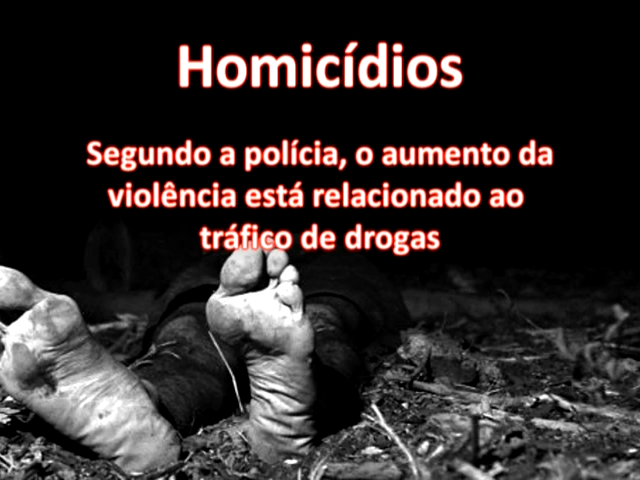 Homicídios
Segundo a polícia, o aumento da
violência está relacionado ao
tráfico de drogas